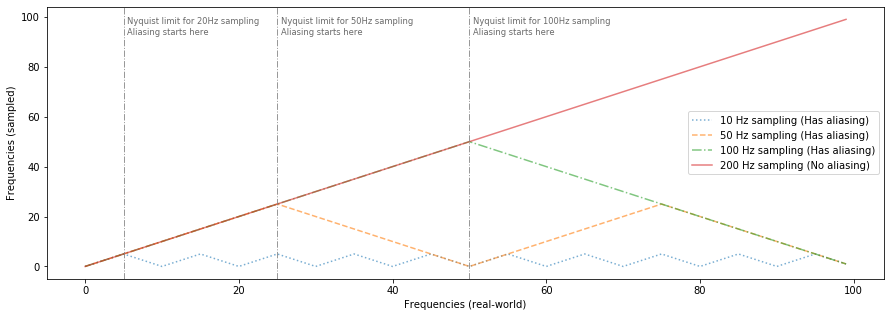 Nyquist limit for 20Hz sampling
Aliasing starts here
Nyquist limit for 50Hz sampling
Aliasing starts here
Nyquist limit for 100Hz sampling
Aliasing starts here
100
80
60
40
20
0
Frequencies (sampled)
10 Hz sampling (Has aliasing)
50 Hz sampling (Has aliasing)
100 Hz sampling (Has aliasing)
200 Hz sampling (No aliasing)
0
20
40
60
80
100
Frequencies (real-world)